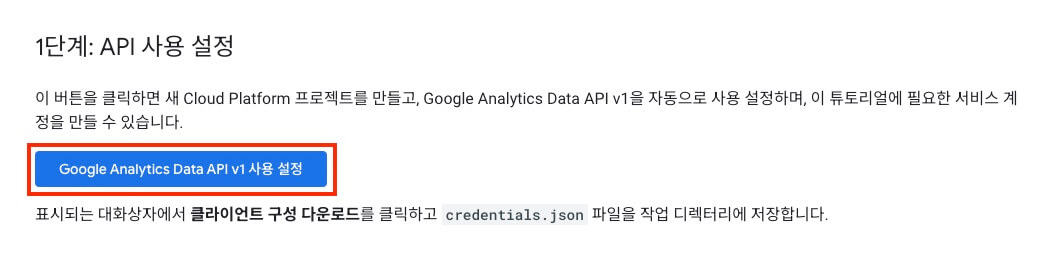 1단계: API 사용 설정
이 버튼을 클릭하면 새 Cloud Platform 프로젝트를 만들고, Google Analytics Data API v1을 자동으로 사용 설정하며, 이 튜토리얼에 필요한 서비스 계
정을 만들 수 있습니다.
Google Analytics Data API v1 사용 설정
표시되는 대화상자에서 클라이언트 구성 다운로드를 클릭하고 credentials.json 파일을 작업 디렉터리에 저장합니다.